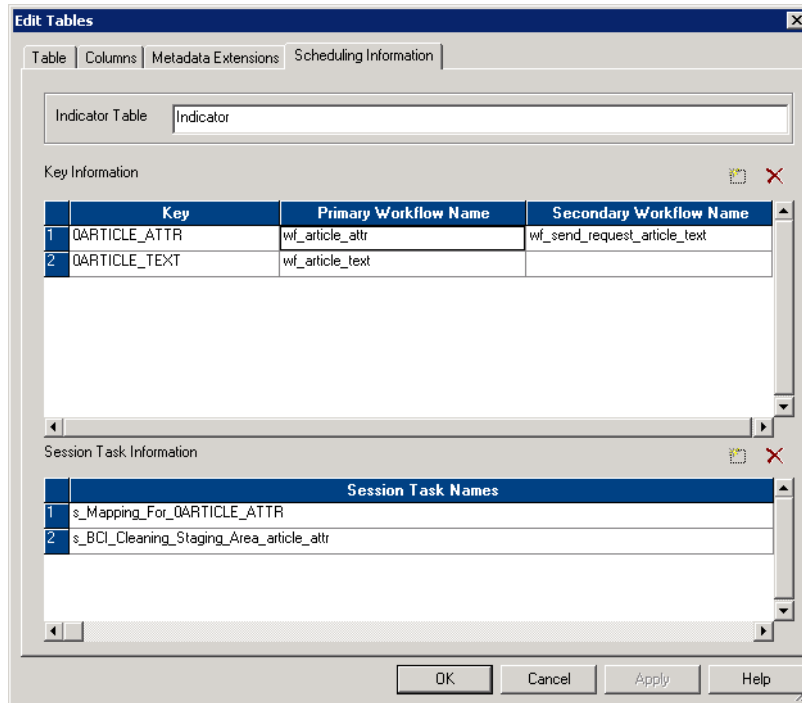 Edit Tables
Table Columns Metadata Extensions Scheduling Information
Indicator Table Indicator
Key Information
Key Primary Workflow Name Secondary Workflow Name
1 0ARTICLE_ATTR wf_article_attr wf_send_request_article_text
2 0ARTICLE_TEXT wf_article_text
Session Task Information
Session Task Names
1 s_Mapping_For_0ARTICLE_ATTR
2 s_BCI_Cleaning_Staging_Area_article_attr
OK Cancel Apply Help